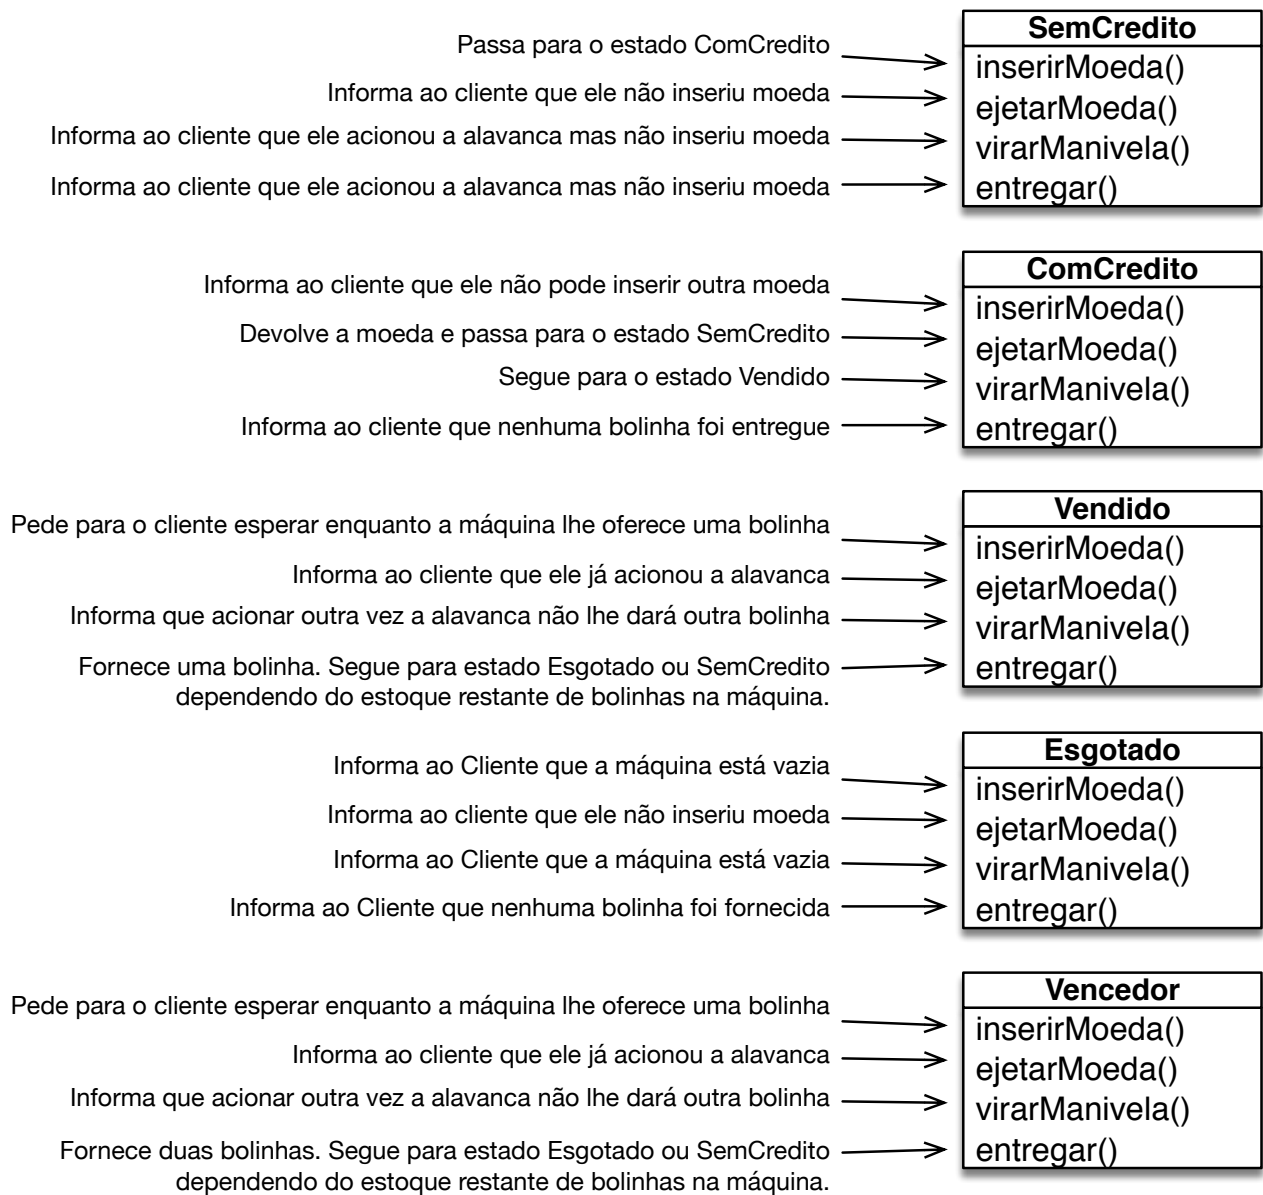 SemCredito
Passa para o estado ComCredito
inserirMoeda()
Informa ao cliente que ele não inseriu moeda
ejetarMoeda()
Informa ao cliente que ele acionou a alavanca mas não inseriu moeda
virarManivela()
Informa ao cliente que ele acionou a alavanca mas não inseriu moeda
entregar()
ComCredito
Informa ao cliente que ele não pode inserir outra moeda
inserirMoeda()
Devolve a moeda e passa para o estado SemCredito
ejetarMoeda()
Segue para o estado Vendido
virarManivela()
Informa ao cliente que nenhuma bolinha foi entregue
entregar()
Vendido
Pede para o cliente esperar enquanto a máquina lhe oferece uma bolinha
inserirMoeda()
Informa ao cliente que ele já acionou a alavanca
ejetarMoeda()
Informa que acionar outra vez a alavanca não lhe dará outra bolinha
virarManivela()
Fornece uma bolinha. Segue para estado Esgotado ou SemCredito
dependendo do estoque restante de bolinhas na máquina.
entregar()
Esgotado
Informa ao Cliente que a máquina está vazia
inserirMoeda()
Informa ao cliente que ele não inseriu moeda
ejetarMoeda()
Informa ao Cliente que a máquina está vazia
virarManivela()
Informa ao Cliente que nenhuma bolinha foi fornecida
entregar()
Vencedor
Pede para o cliente esperar enquanto a máquina lhe oferece uma bolinha
inserirMoeda()
Informa ao cliente que ele já acionou a alavanca
ejetarMoeda()
Informa que acionar outra vez a alavanca não lhe dará outra bolinha
virarManivela()
Fornece duas bolinhas. Segue para estado Esgotado ou SemCredito
dependendo do estoque restante de bolinhas na máquina.
entregar()